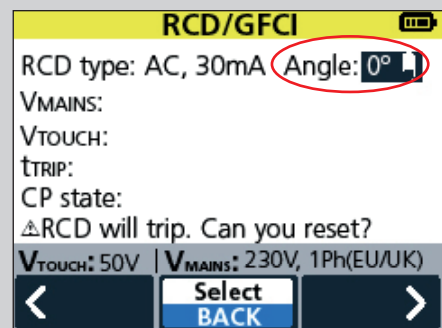 RCD/GFCI
RCD type: AC, 30mA Angle: 0°
VMAINS:
VTOUCH:
tTRIP:
CP state:
⚠RCD will trip. Can you reset?
VTOUCH: 50V | VMAINS: 230V, 1Ph(EU/UK)
< Select >
BACK